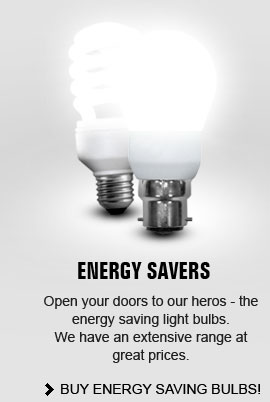 ENERGY SAVERS
Open your doors to our heros - the
energy saving light bulbs.
We have an extensive range at
great prices.
BUY ENERGY SAVING BULBS!